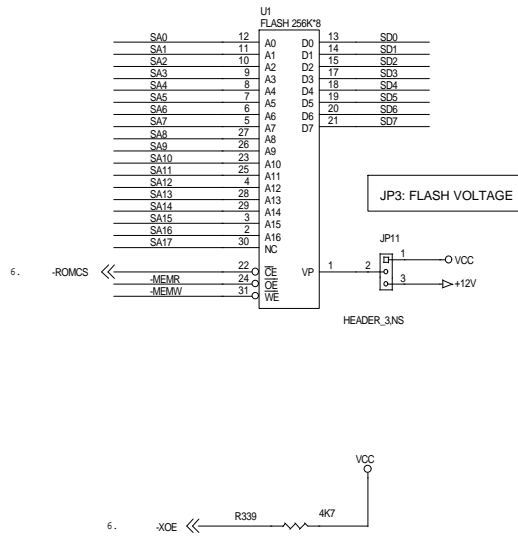 U1
FLASH 256K*8
SA0 12 A0 D0 13 SD0
SA1 11 A1 D1 14 SD1
SA2 10 A2 D2 15 SD2
SA3 9 A3 D3 17 SD3
SA4 8 A4 D4 18 SD4
SA5 7 A5 D5 19 SD5
SA6 6 A6 D6 20 SD6
SA7 5 A7 D7 21 SD7
SA8 27 A8
SA9 26 A9
SA10 23 A10
SA11 25 A11
SA12 4 A12
SA13 28 A13
SA14 29 A14
SA15 3 A15
SA16 2 A16
SA17 30 NC
JP3: FLASH VOLTAGE
JP11
1 VCC
6. -ROMCS 22 CE VP 1 2
-MEMR 24 OE 3 +12V
-MEMW 31 WE
HEADER_3,NS
VCC
6. -XOE R339 4K7